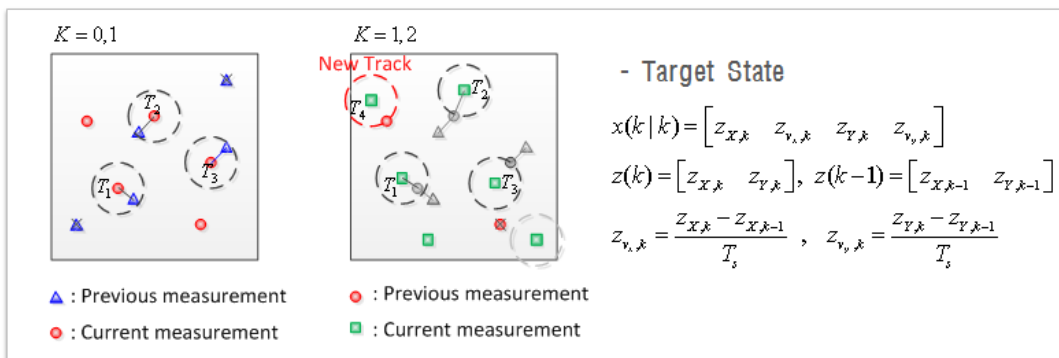 K = 0,1
T₂
T₃
T₁
▲ : Previous measurement
● : Current measurement
K = 1,2
New Track
T₄
T₂
T₁
T₃
● : Previous measurement
■ : Current measurement
- Target State
x(k | k) = [z_{X,k} z_{v_x,k} z_{Y,k} z_{v_y,k}]
z(k) = [z_{X,k} z_{Y,k}], z(k−1) = [z_{X,k−1} z_{Y,k−1}]
z_{v_x,k} = \frac{z_{X,k} − z_{X,k−1}}{T_s} , z_{v_y,k} = \frac{z_{Y,k} − z_{Y,k−1}}{T_s}